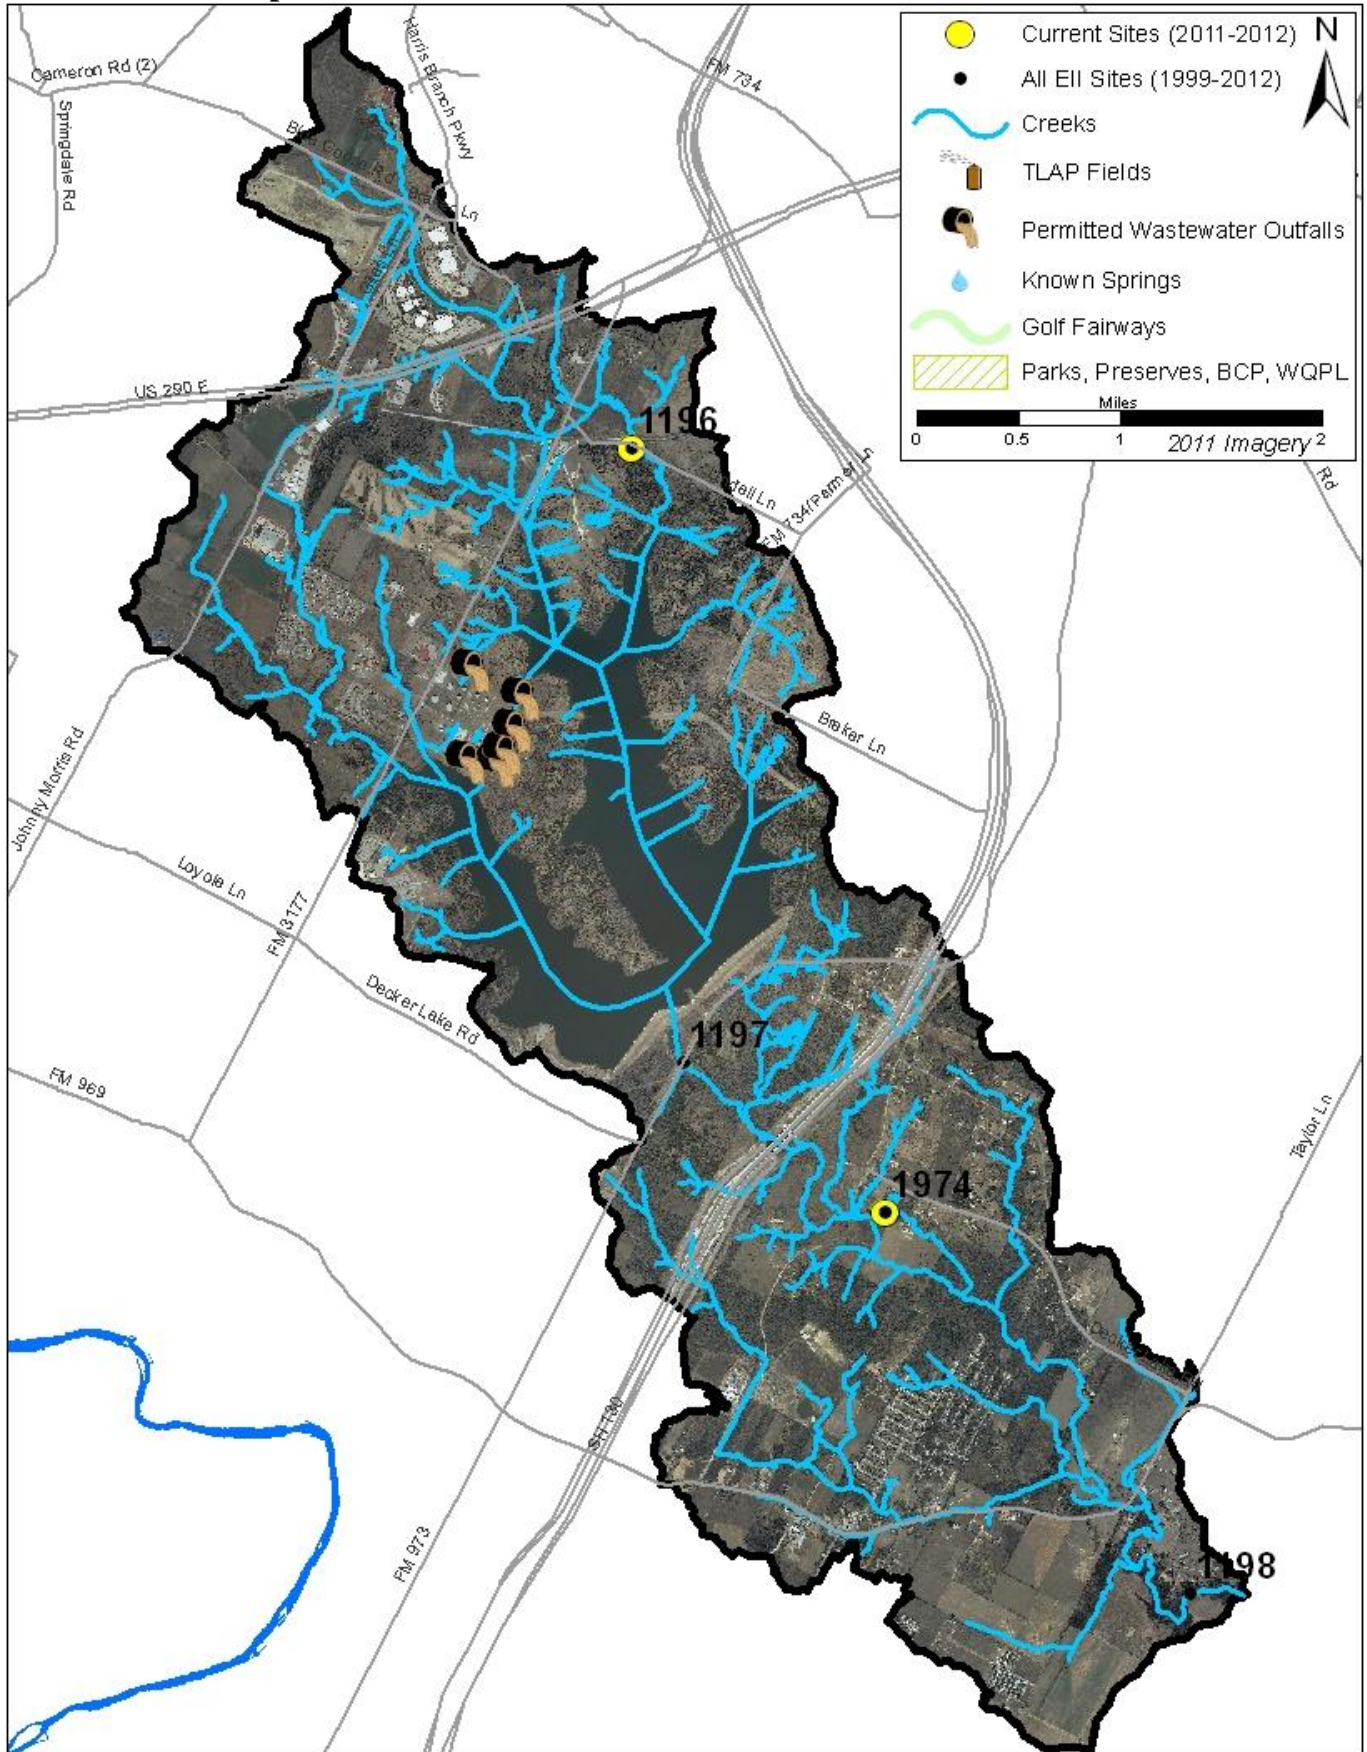 Current Sites (2011-2012)
N
All EII Sites (1999-2012)
Creeks
TLAP Fields
Permitted Wastewater Outfalls
Known Springs
Golf Fairways
Parks, Preserves, BCP, WQPL
Miles
0 0.5 1 2
2011 Imagery
Cameron Rd (2)
Harris Branch Pkwy
FM 734
Springdale Rd
Ln
US 290 E
1196
Ln
Rd
Braker Ln
Johnny Morris Rd
Loyola Ln
FM 3177
Decker Lake Rd
1197
FM 969
Taylor Ln
1974
SH 130
FM 973
1198